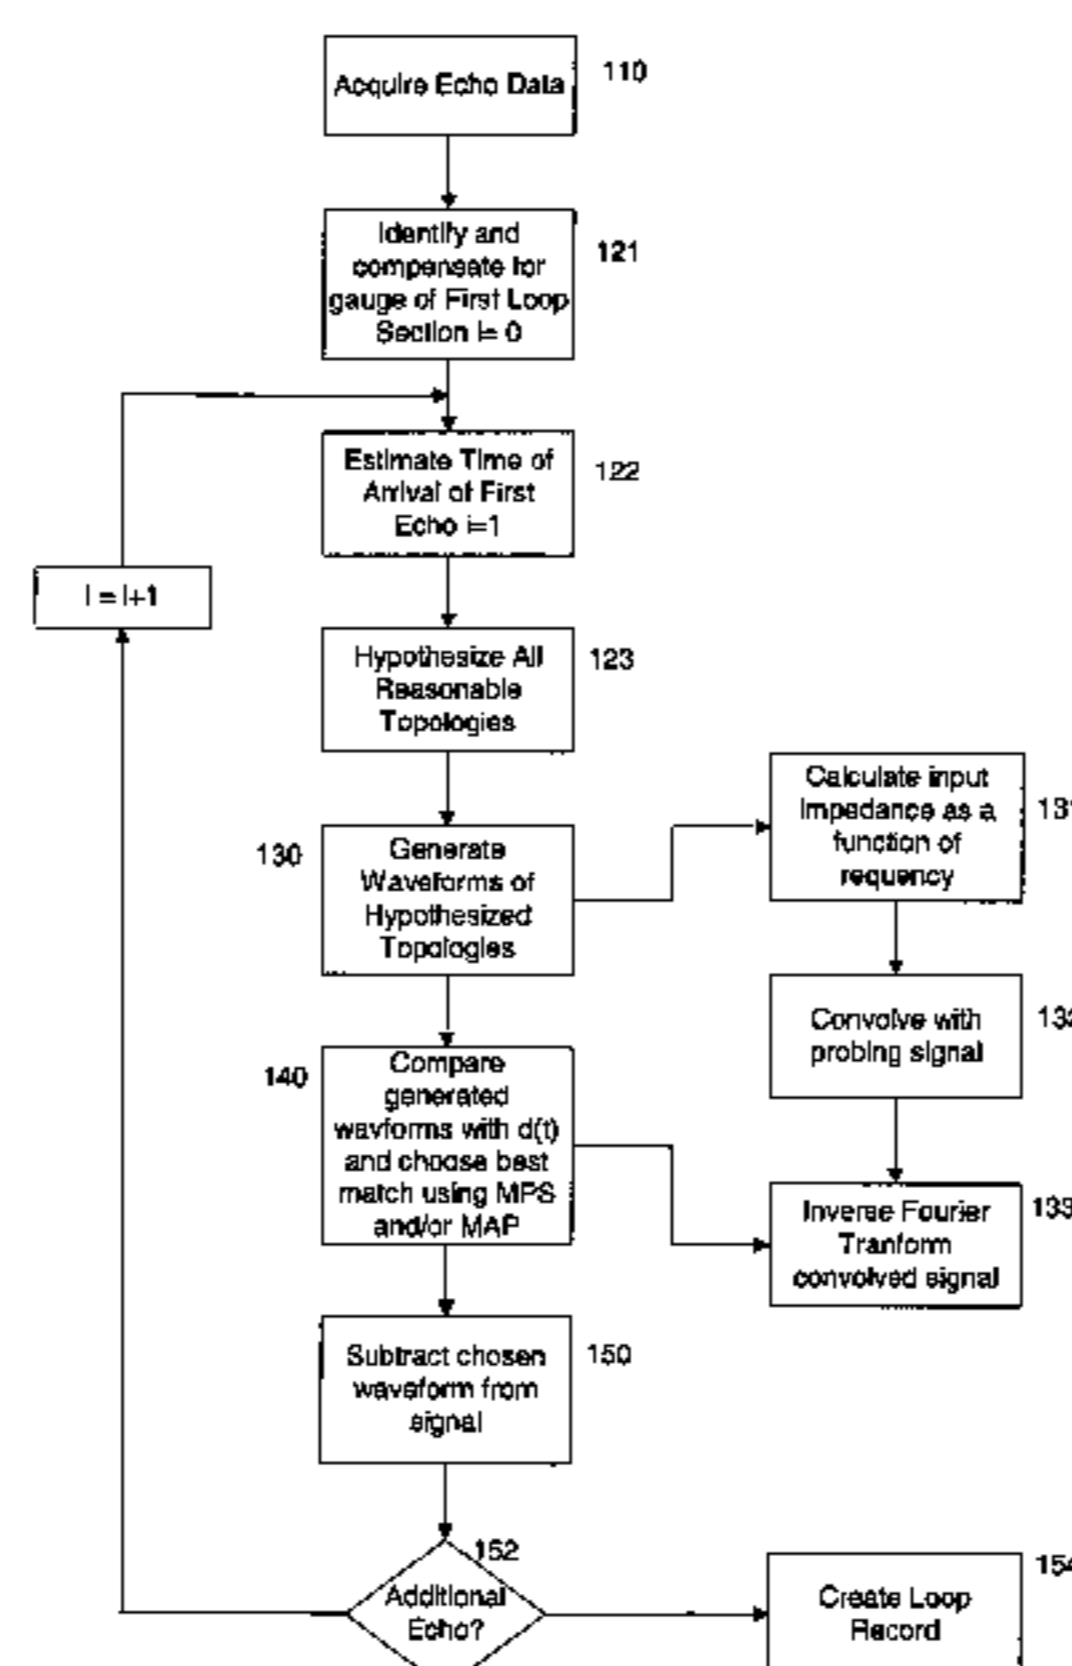 Acquire Echo Data
110
Identify and
compensate for
gauge of First Loop
Section i= 0
121
Estimate Time of
Arrival of First
Echo i=1
122
I = I+1
Hypothesize All
Reasonable
Topologies
123
130
Generate
Waveforms of
Hypothesized
Topologies
Calculate input
Impedance as a
function of
requency
131
Convolve with
probing signal
140
Compare
generated
wavforms with d(t)
and choose best
match using MPS
and/or MAP
Inverse Fourier
Tranform
convolved signal
133
Subtract chosen
waveform from
signal
150
152
Additional
Echo?
Create Loop
Record
154